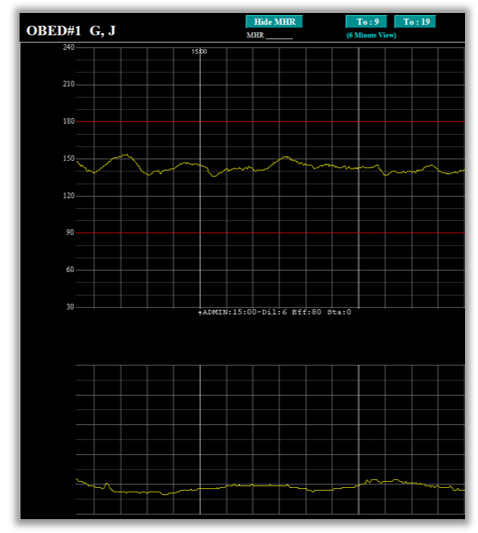 OBED#1 G, J
Hide MHR To : 9 To : 19
MHR ______ (6 Minute View)
240
1500
210
180
150
120
90
60
30
+ADMIN:15:00-Dil:6 Eff:80 Sta:0